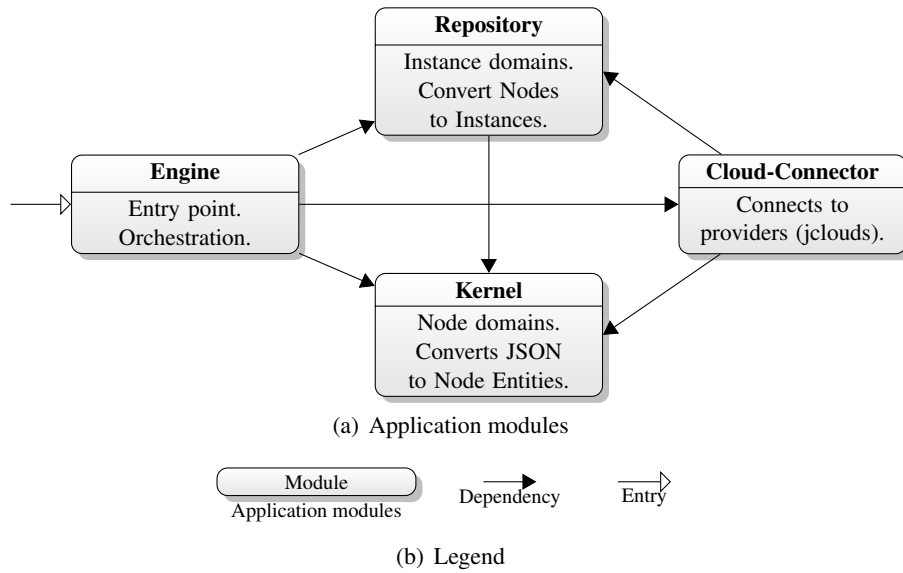 Repository
Instance domains.
Convert Nodes
to Instances.
Engine
Entry point.
Orchestration.
Cloud-Connector
Connects to
providers (jclouds).
Kernel
Node domains.
Converts JSON
to Node Entities.
(a) Application modules
Module
Application modules
Dependency
Entry
(b) Legend